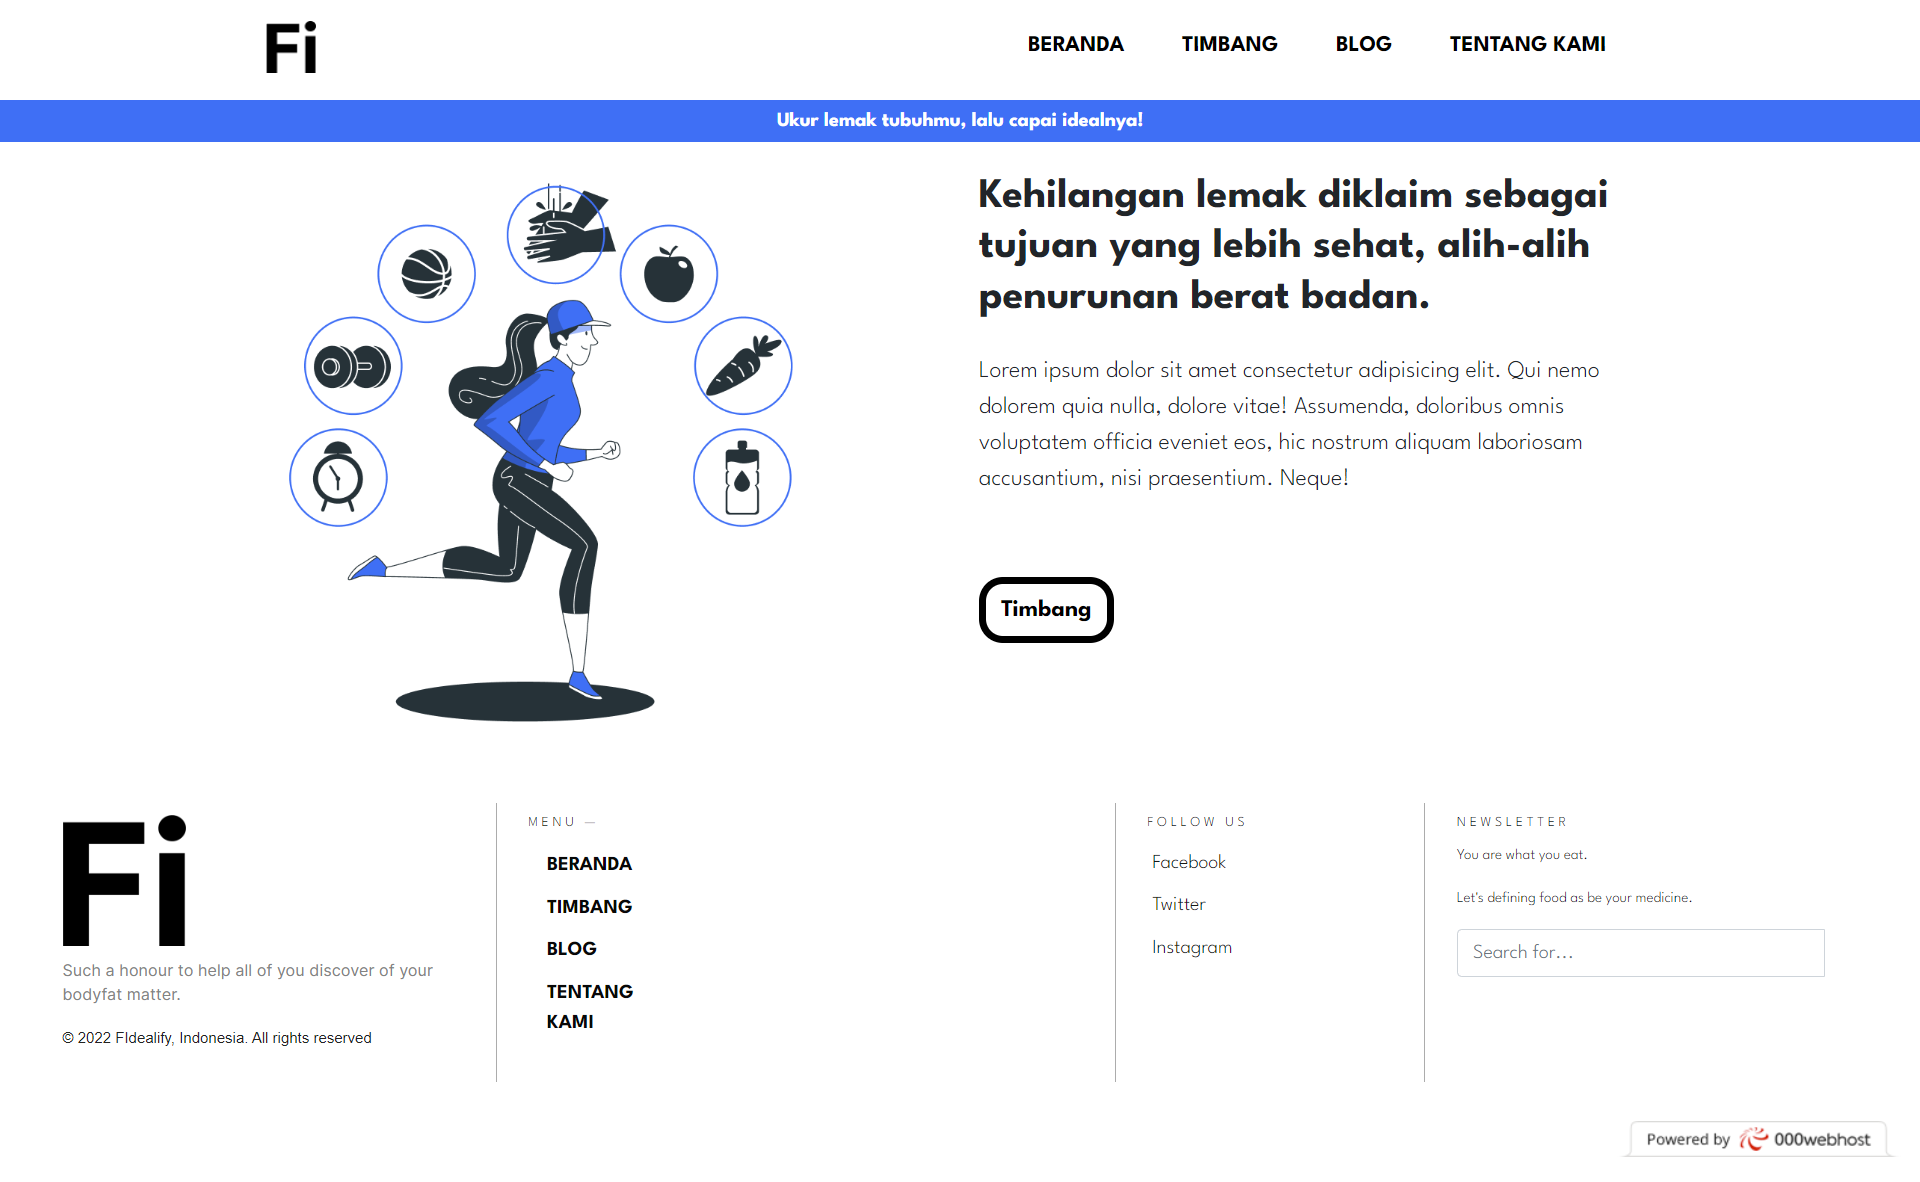 Fi
BERANDA TIMBANG BLOG TENTANG KAMI
Ukur lemak tubuhmu, lalu capai idealnya!
Kehilangan lemak diklaim sebagai
tujuan yang lebih sehat, alih-alih
penurunan berat badan.
Lorem ipsum dolor sit amet consectetur adipisicing elit. Qui nemo
dolorem quia nulla, dolore vitae! Assumenda, doloribus omnis
voluptatem officia eveniet eos, hic nostrum aliquam laboriosam
accusantium, nisi praesentium. Neque!
Timbang
Fi
Such a honour to help all of you discover of your
bodyfat matter.
© 2022 FIdealify, Indonesia. All rights reserved
MENU —
BERANDA
TIMBANG
BLOG
TENTANG
KAMI
FOLLOW US
Facebook
Twitter
Instagram
NEWSLETTER
You are what you eat.
Let's defining food as be your medicine.
Search for...
Powered by 000webhost